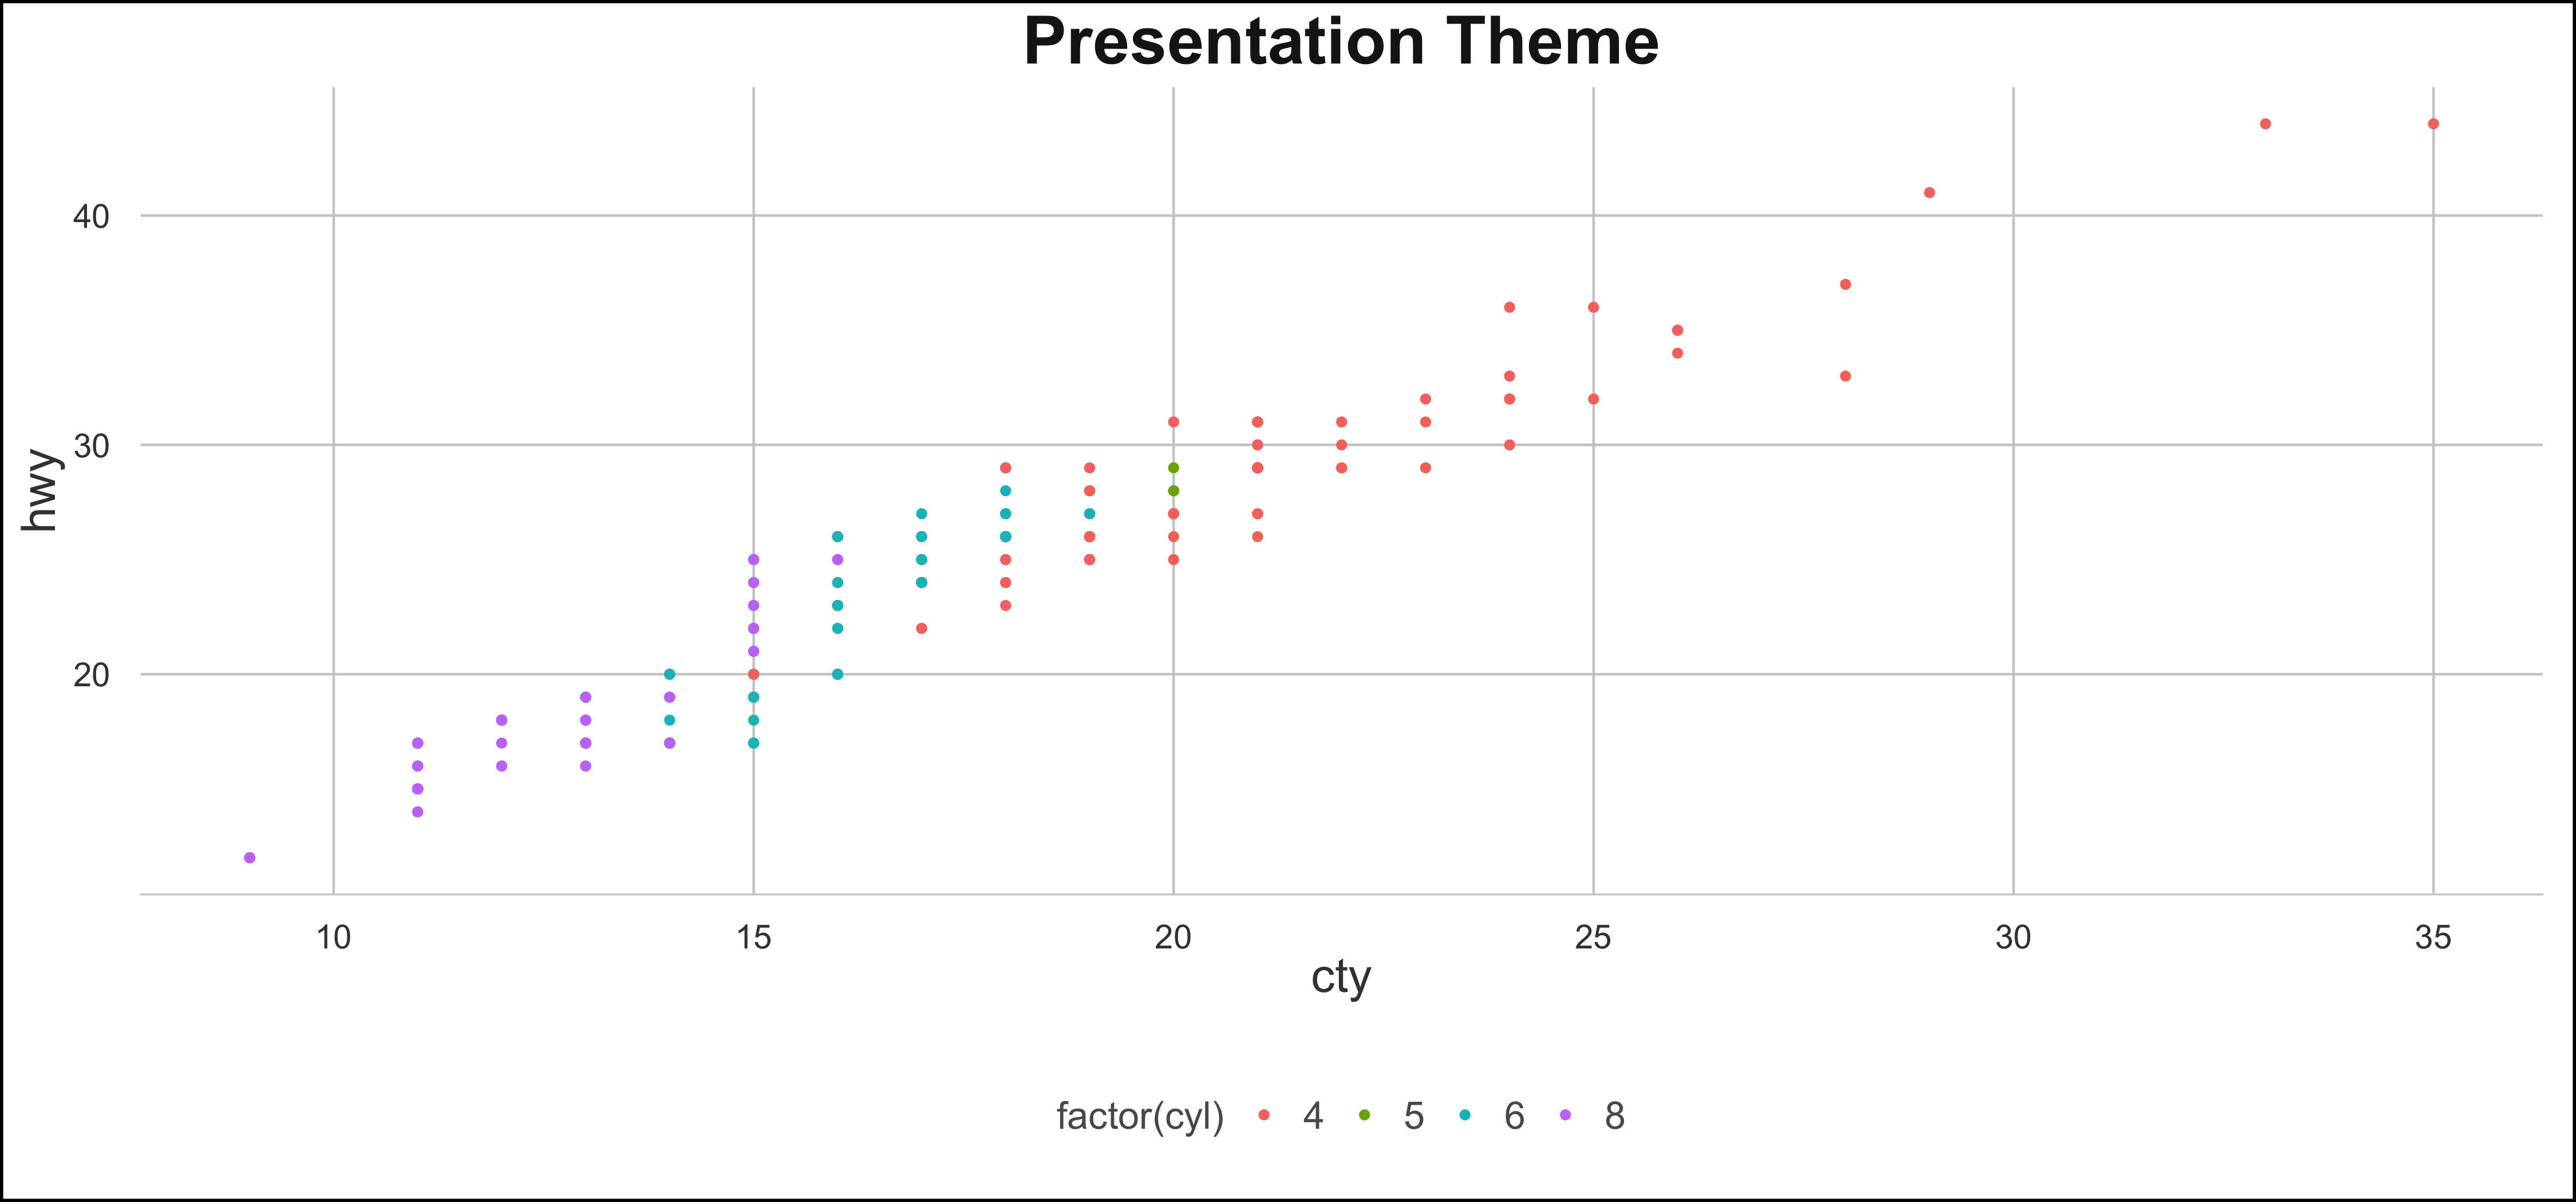 Presentation Theme
40
30
20
hwy
10 15 20 25 30 35
cty
factor(cyl) 4 5 6 8